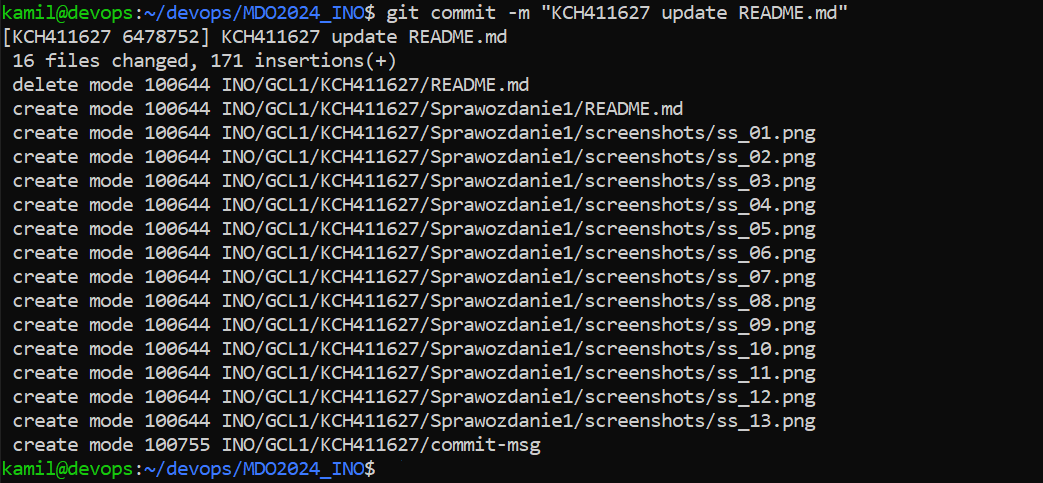 kamil@devops:~/devops/MDO2024_INO$ git commit -m "KCH411627 update README.md"
[KCH411627 6478752] KCH411627 update README.md
 16 files changed, 171 insertions(+)
 delete mode 100644 INO/GCL1/KCH411627/README.md
 create mode 100644 INO/GCL1/KCH411627/Sprawozdanie1/README.md
 create mode 100644 INO/GCL1/KCH411627/Sprawozdanie1/screenshots/ss_01.png
 create mode 100644 INO/GCL1/KCH411627/Sprawozdanie1/screenshots/ss_02.png
 create mode 100644 INO/GCL1/KCH411627/Sprawozdanie1/screenshots/ss_03.png
 create mode 100644 INO/GCL1/KCH411627/Sprawozdanie1/screenshots/ss_04.png
 create mode 100644 INO/GCL1/KCH411627/Sprawozdanie1/screenshots/ss_05.png
 create mode 100644 INO/GCL1/KCH411627/Sprawozdanie1/screenshots/ss_06.png
 create mode 100644 INO/GCL1/KCH411627/Sprawozdanie1/screenshots/ss_07.png
 create mode 100644 INO/GCL1/KCH411627/Sprawozdanie1/screenshots/ss_08.png
 create mode 100644 INO/GCL1/KCH411627/Sprawozdanie1/screenshots/ss_09.png
 create mode 100644 INO/GCL1/KCH411627/Sprawozdanie1/screenshots/ss_10.png
 create mode 100644 INO/GCL1/KCH411627/Sprawozdanie1/screenshots/ss_11.png
 create mode 100644 INO/GCL1/KCH411627/Sprawozdanie1/screenshots/ss_12.png
 create mode 100644 INO/GCL1/KCH411627/Sprawozdanie1/screenshots/ss_13.png
 create mode 100755 INO/GCL1/KCH411627/commit-msg
kamil@devops:~/devops/MDO2024_INO$